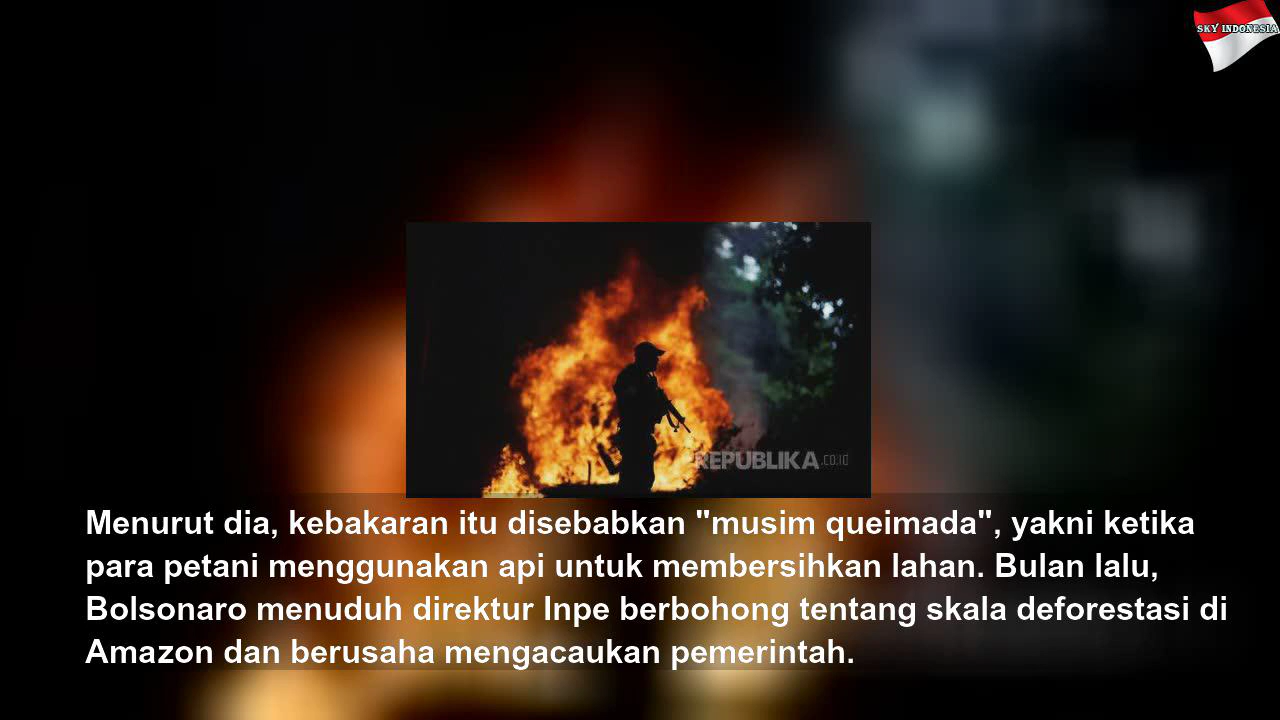 SKY INDONESIA
REPUBLIKA.CO.ID
Menurut dia, kebakaran itu disebabkan "musim queimada", yakni ketika
para petani menggunakan api untuk membersihkan lahan. Bulan lalu,
Bolsonaro menuduh direktur Inpe berbohong tentang skala deforestasi di
Amazon dan berusaha mengacaukan pemerintah.